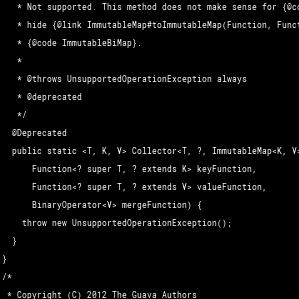 * Not supported. This method does not make sense for {@co
* hide {@link ImmutableMap#toImmutableMap(Function, Funct
* {@code ImmutableBiMap}.
*
* @throws UnsupportedOperationException always
* @deprecated
*/
@Deprecated
public static <T, K, V> Collector<T, ?, ImmutableMap<K, V>
Function<? super T, ? extends K> keyFunction,
Function<? super T, ? extends V> valueFunction,
BinaryOperator<V> mergeFunction) {
throw new UnsupportedOperationException();
}
}
/*
* Copyright (C) 2012 The Guava Authors